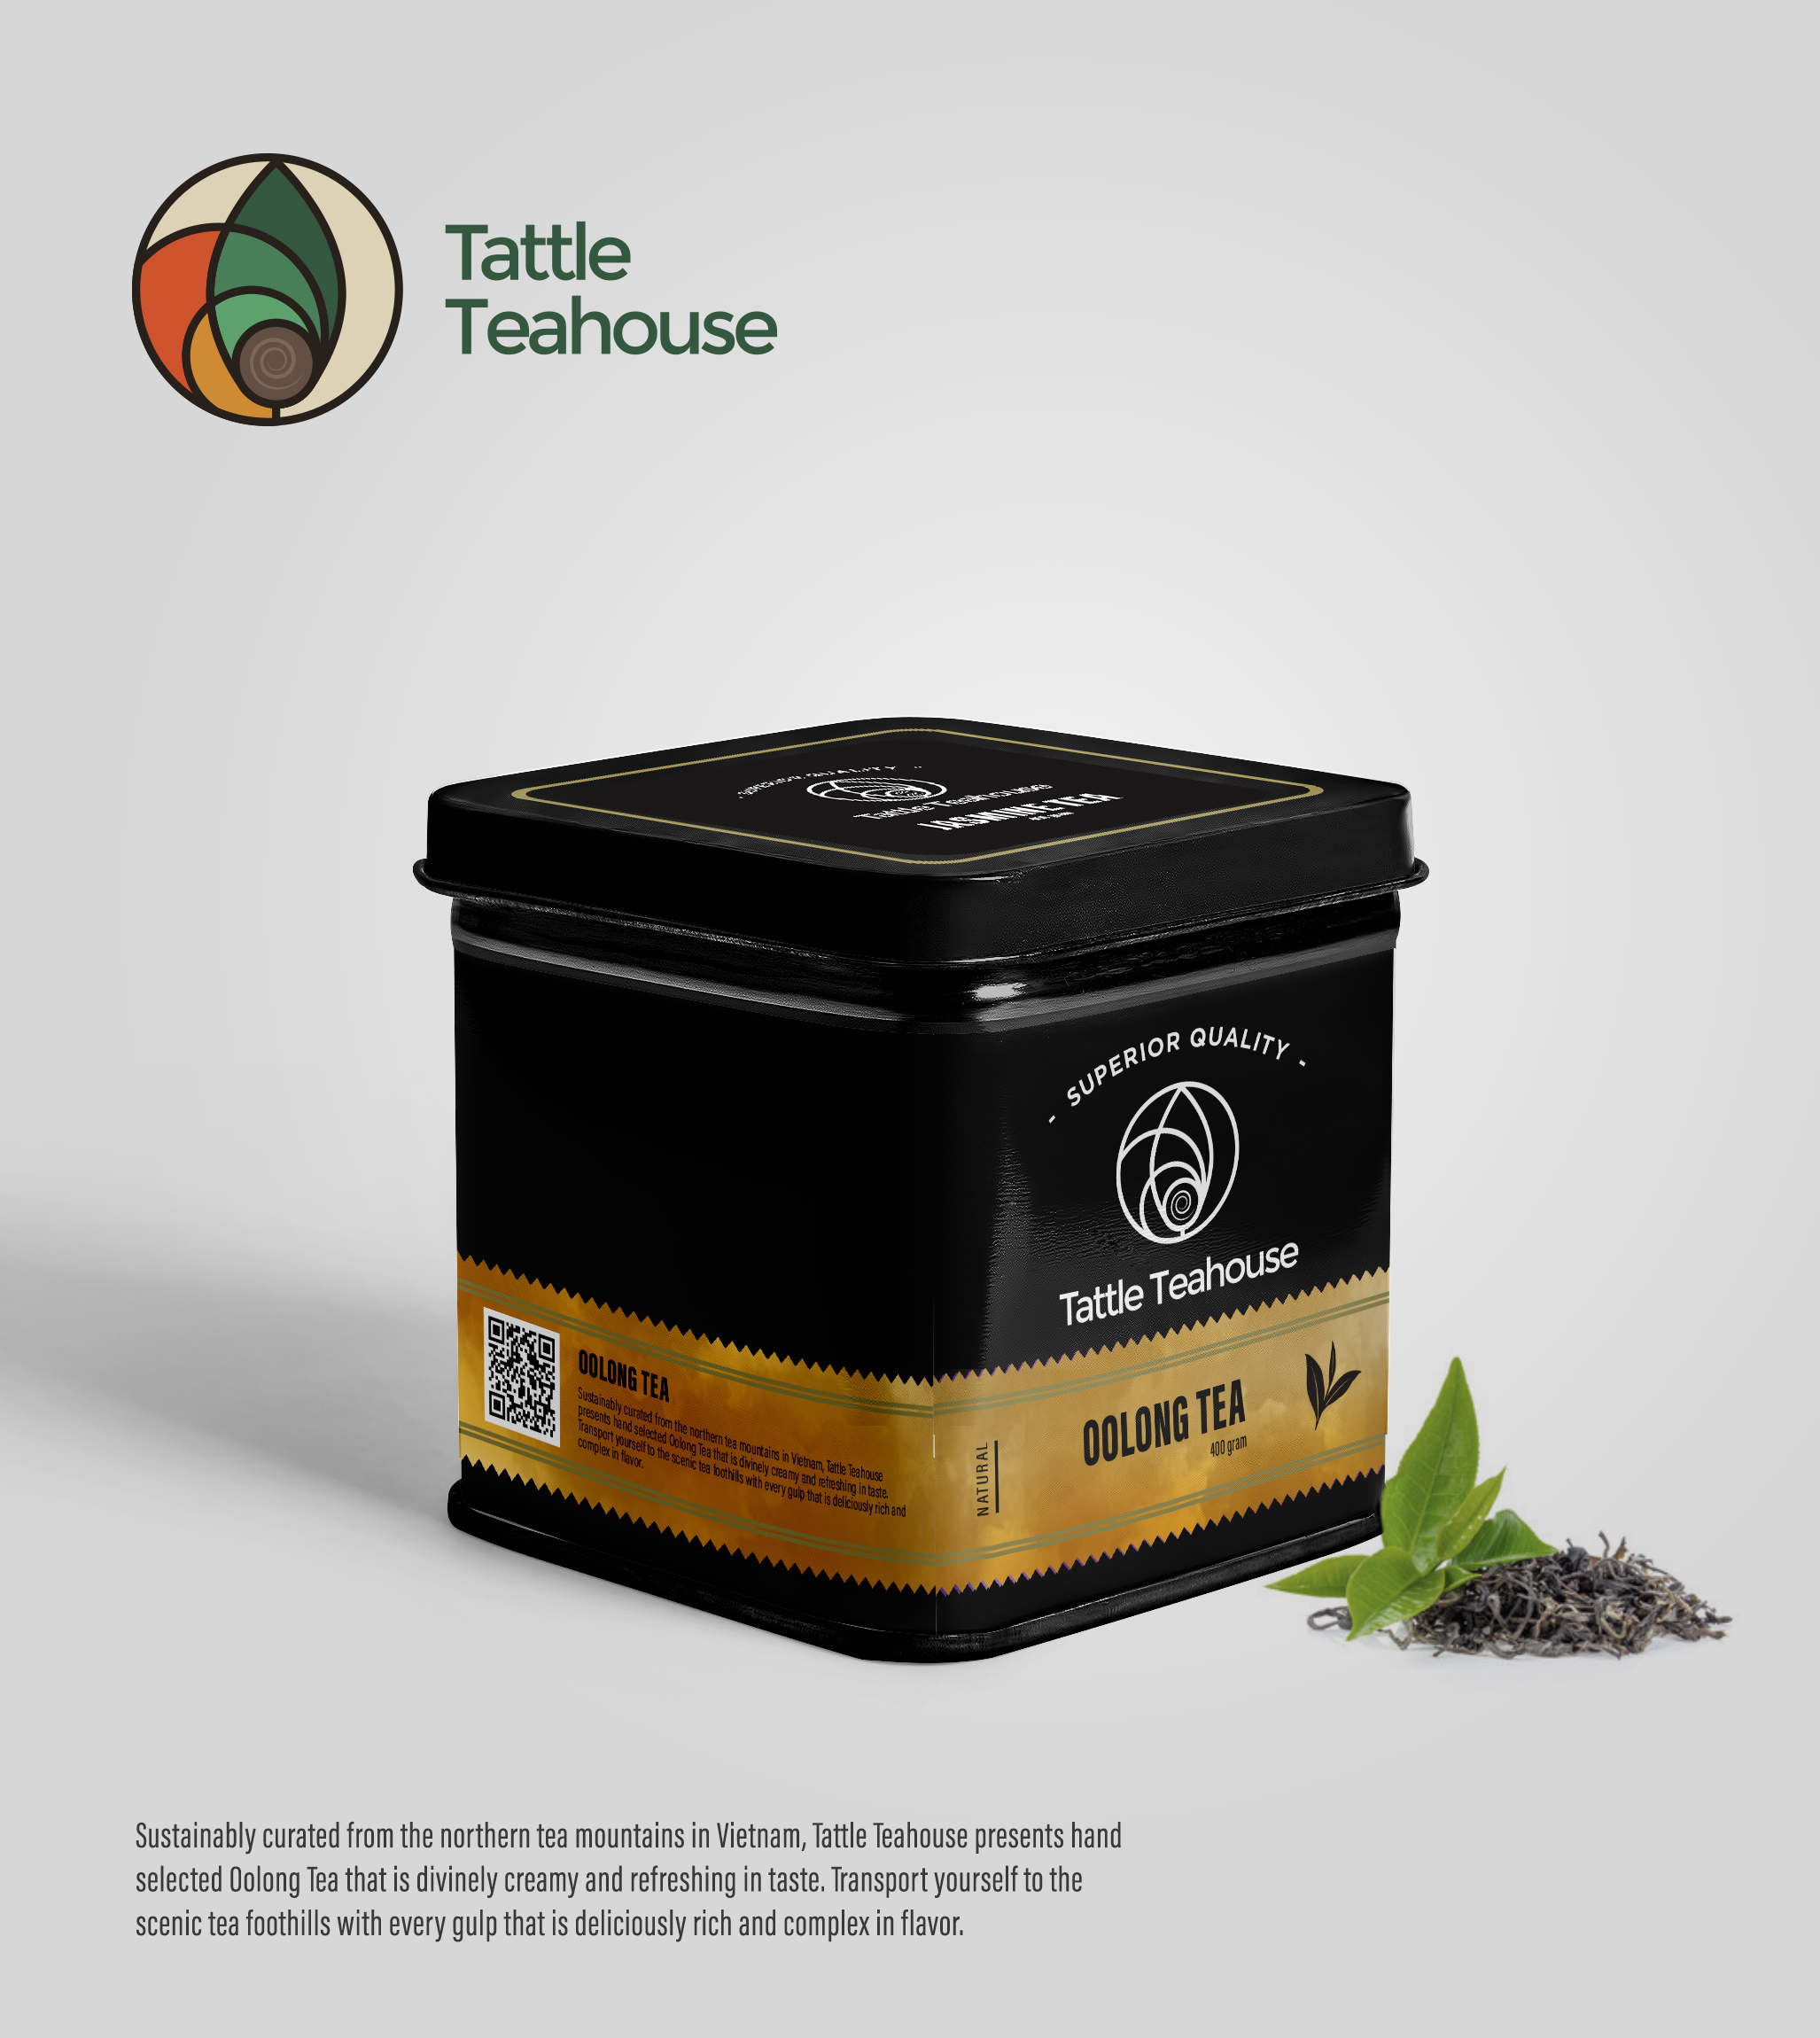 Tattle
Teahouse
SUPERIOR QUALITY
Tattle Teahouse
JASMINE TEA
- SUPERIOR QUALITY -
Tattle Teahouse
OOLONG TEA
400 gram
NATURAL
OOLONG TEA
Sustainably curated from the northern tea mountains in Vietnam, Tattle Teahouse
presents hand selected Oolong Tea that is divinely creamy and refreshing in taste.
Transport yourself to the scenic tea foothills with every gulp that is deliciously rich and
complex in flavor.
Sustainably curated from the northern tea mountains in Vietnam, Tattle Teahouse presents hand
selected Oolong Tea that is divinely creamy and refreshing in taste. Transport yourself to the
scenic tea foothills with every gulp that is deliciously rich and complex in flavor.